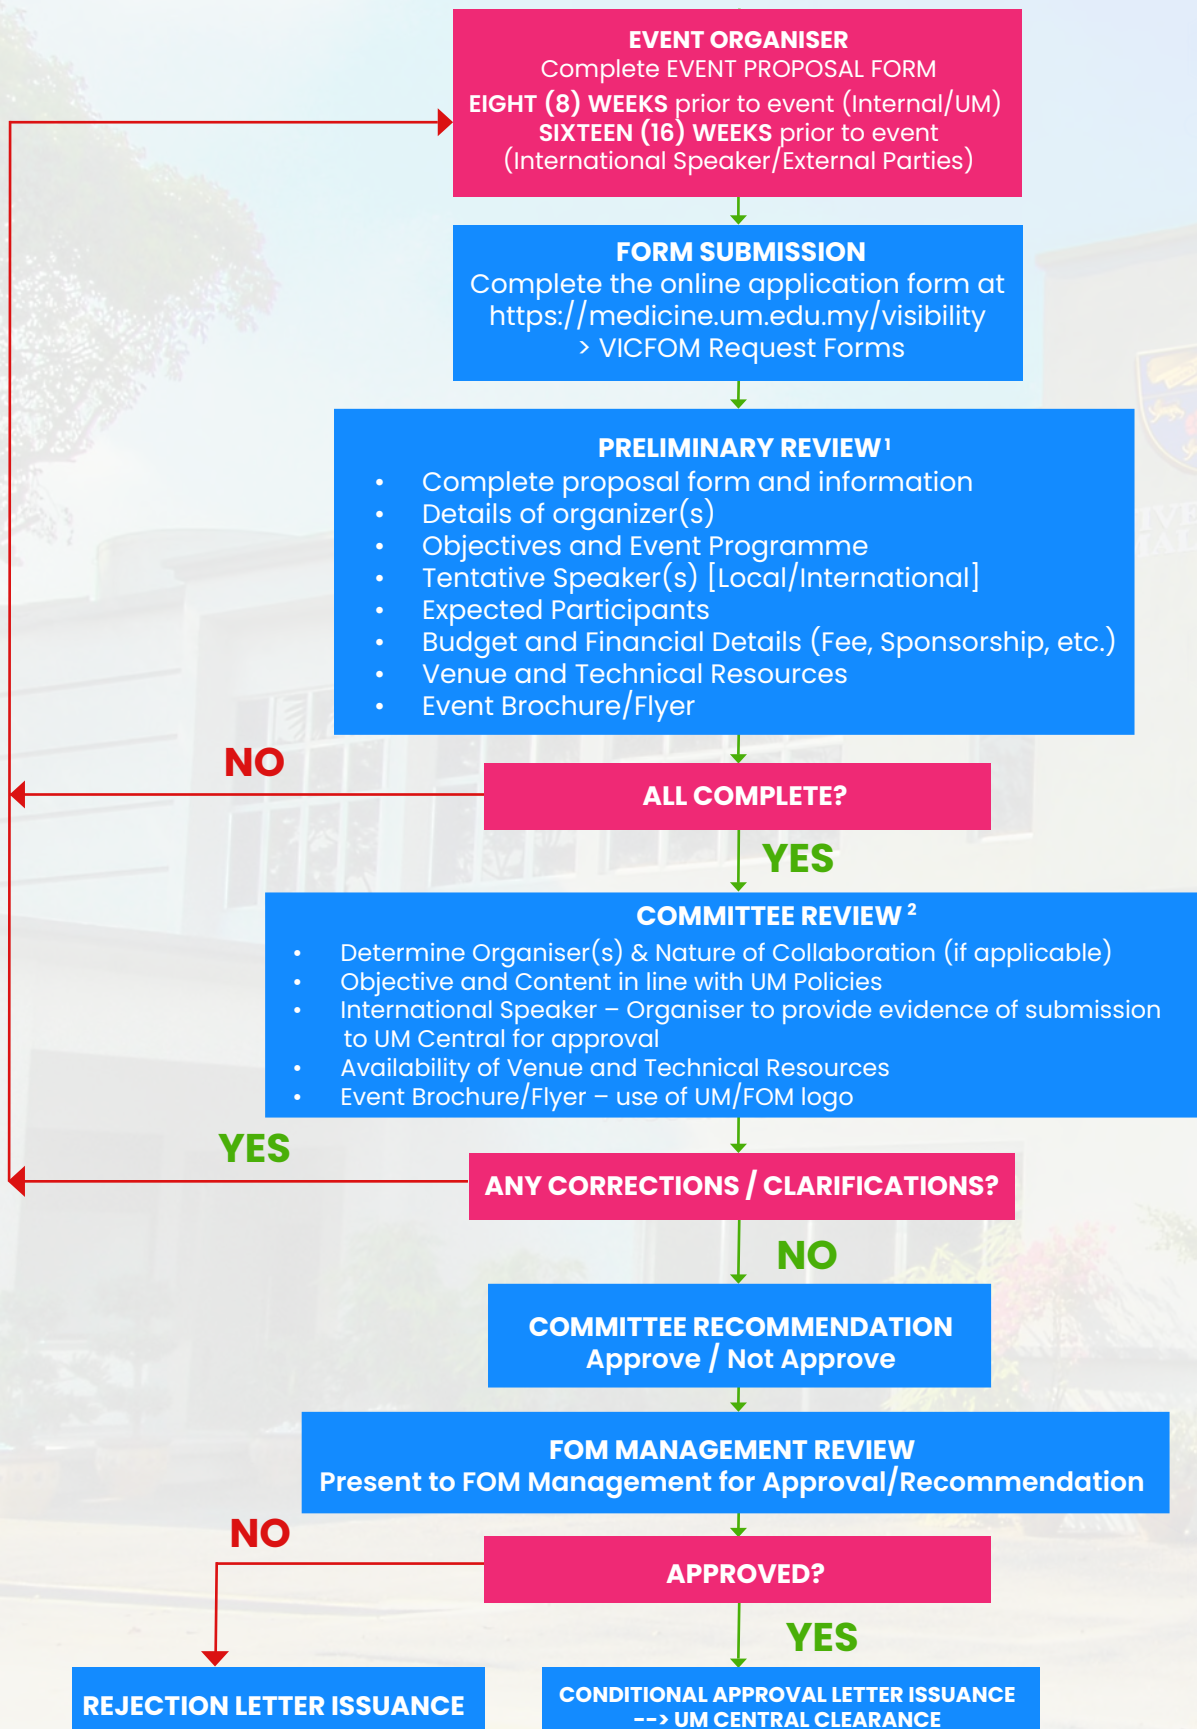 EVENT ORGANISER
Complete EVENT PROPOSAL FORM
EIGHT (8) WEEKS prior to event (Internal/UM)
SIXTEEN (16) WEEKS prior to event
(International Speaker/External Parties)
FORM SUBMISSION
Complete the online application form at
https://medicine.um.edu.my/visibility
> VICFOM Request Forms
PRELIMINARY REVIEW¹
• Complete proposal form and information
• Details of organizer(s)
• Objectives and Event Programme
• Tentative Speaker(s) [Local/International]
• Expected Participants
• Budget and Financial Details (Fee, Sponsorship, etc.)
• Venue and Technical Resources
• Event Brochure/Flyer
NO
ALL COMPLETE?
YES
COMMITTEE REVIEW ²
• Determine Organiser(s) & Nature of Collaboration (if applicable)
• Objective and Content in line with UM Policies
• International Speaker – Organiser to provide evidence of submission
to UM Central for approval
• Availability of Venue and Technical Resources
• Event Brochure/Flyer – use of UM/FOM logo
YES
ANY CORRECTIONS / CLARIFICATIONS?
NO
COMMITTEE RECOMMENDATION
Approve / Not Approve
FOM MANAGEMENT REVIEW
Present to FOM Management for Approval/Recommendation
NO
APPROVED?
YES
REJECTION LETTER ISSUANCE
CONDITIONAL APPROVAL LETTER ISSUANCE
--> UM CENTRAL CLEARANCE